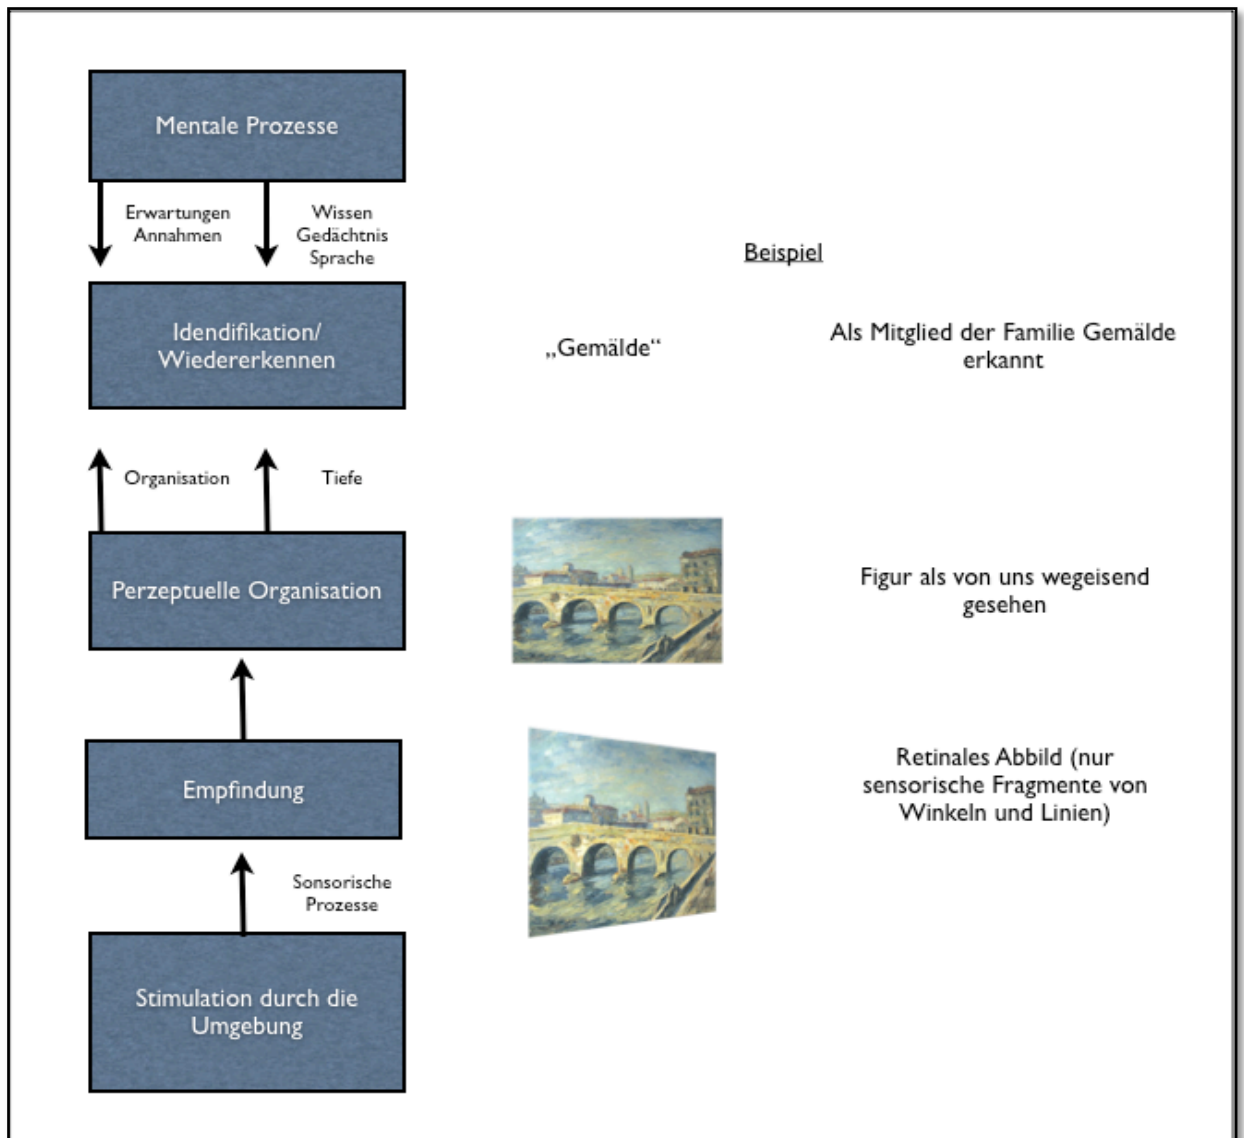 Mentale Prozesse
Erwartungen
Annahmen
Wissen
Gedächtnis
Sprache
Beispiel
Idendifikation/
Wiedererkennen
„Gemälde“
Als Mitglied der Familie Gemälde
erkannt
Organisation
Tiefe
Perzeptuelle Organisation
Figur als von uns wegeisend
gesehen
Empfindung
Retinales Abbild (nur
sensorische Fragmente von
Winkeln und Linien)
Sonsorische
Prozesse
Stimulation durch die
Umgebung